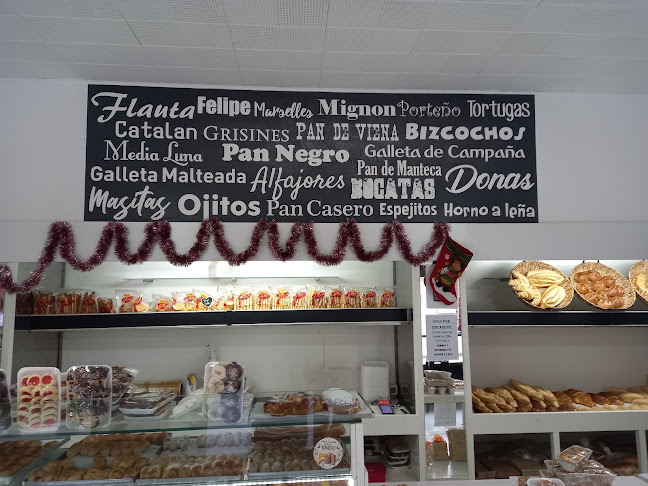 Flauta Felipe Marselles Mignon Porteño Tortugas
Catalan Grisines PAN DE VIENA BIZCOCHOS
Media Luna Pan Negro Galleta de Campaña
Galleta Malteada Alfajores Pan de Manteca Donas
BOCATAS
Masitas Ojitos Pan Casero Espejitos Horno a leña